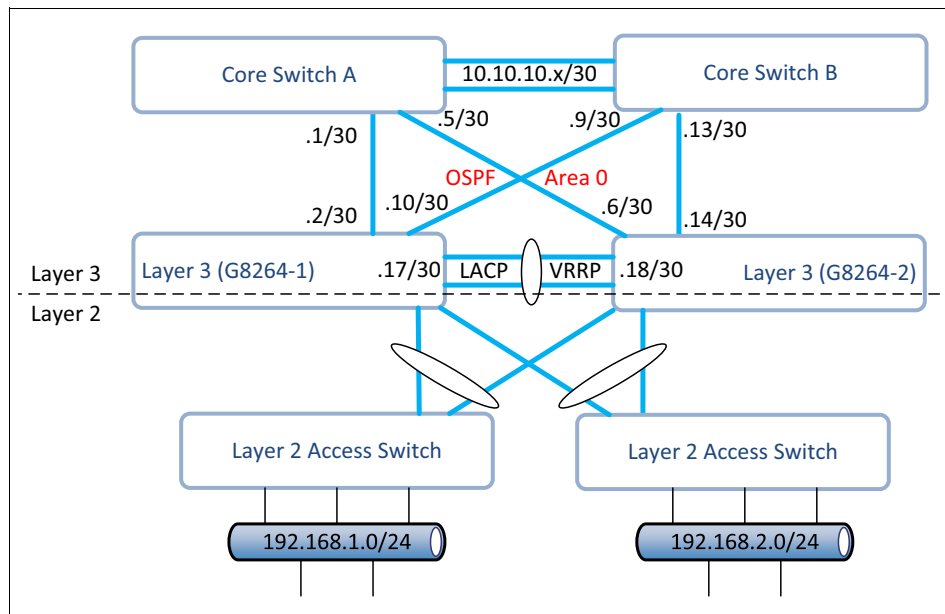 Core Switch A
10.10.10.x/30
Core Switch B
.1/30
.5/30
.9/30
.13/30
OSPF
Area 0
.2/30
.10/30
.6/30
.14/30
Layer 3
Layer 3 (G8264-1)
.17/30
LACP
VRRP
.18/30
Layer 3 (G8264-2)
Layer 2
Layer 2 Access Switch
Layer 2 Access Switch
192.168.1.0/24
192.168.2.0/24